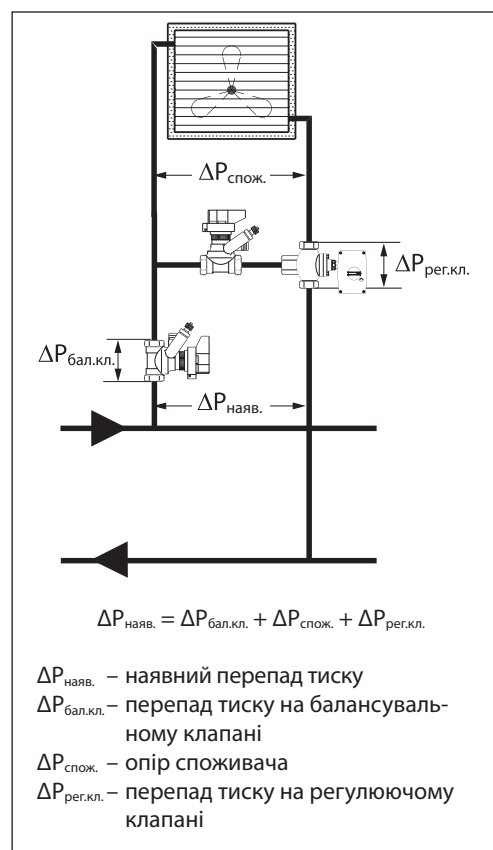 ΔPспож.
ΔPрег.кл.
ΔPбал.кл.
ΔPнаяв.
ΔPнаяв. = ΔPбал.кл. + ΔPспож. + ΔPрег.кл.
ΔPнаяв. – наявний перепад тиску
ΔPбал.кл. – перепад тиску на балансуваль-
ному клапані
ΔPспож. – опір споживача
ΔPрег.кл. – перепад тиску на регулюючому
клапані